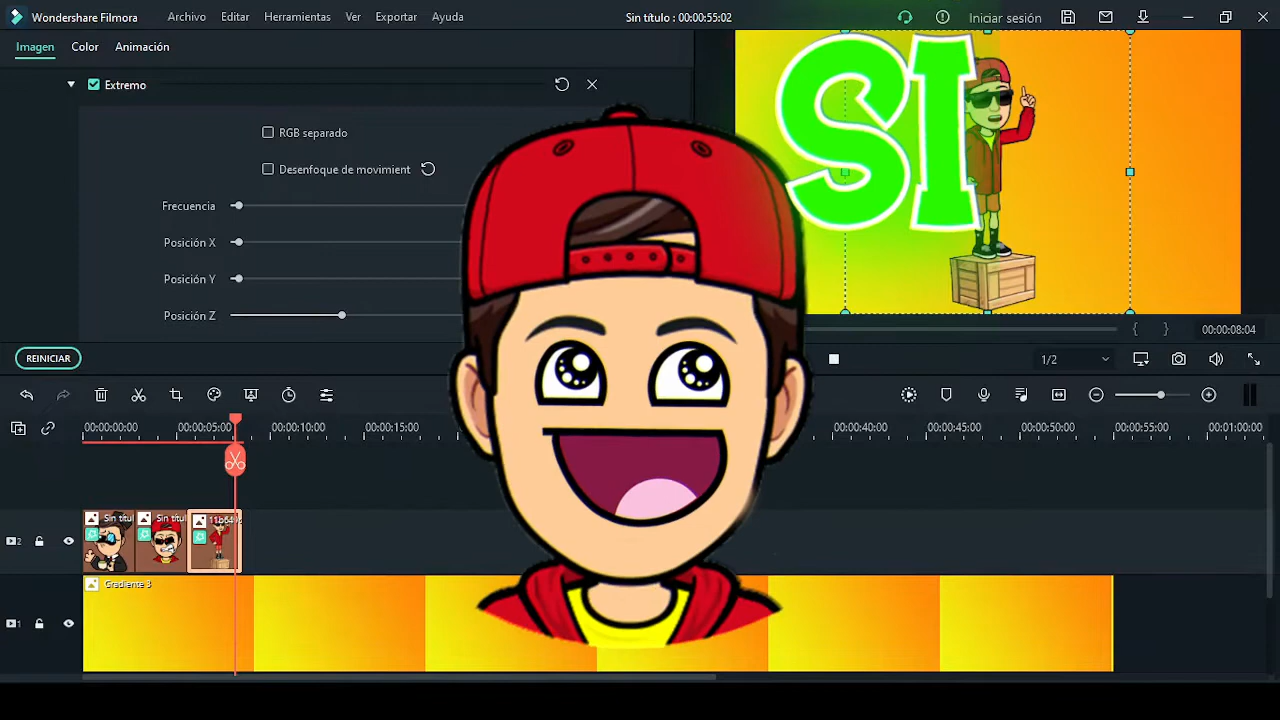 Wondershare Filmora Archivo Editar Herramientas Ver Exportar Ayuda Sin título : 00:00:55:02 Iniciar sesión
Imagen Color Animación
Extremo
RGB separado
Desenfoque de movimient
Frecuencia
Posición X
Posición Y
Posición Z
SI
00:00:08:04
REINICIAR
1/2
00:00:00:00 00:00:05:00 00:00:10:00 00:00:15:00 00:00:40:00 00:00:45:00 00:00:50:00 00:00:55:00 00:01:00:00
2 Sin títul Sin títul
Gradiente 3
1